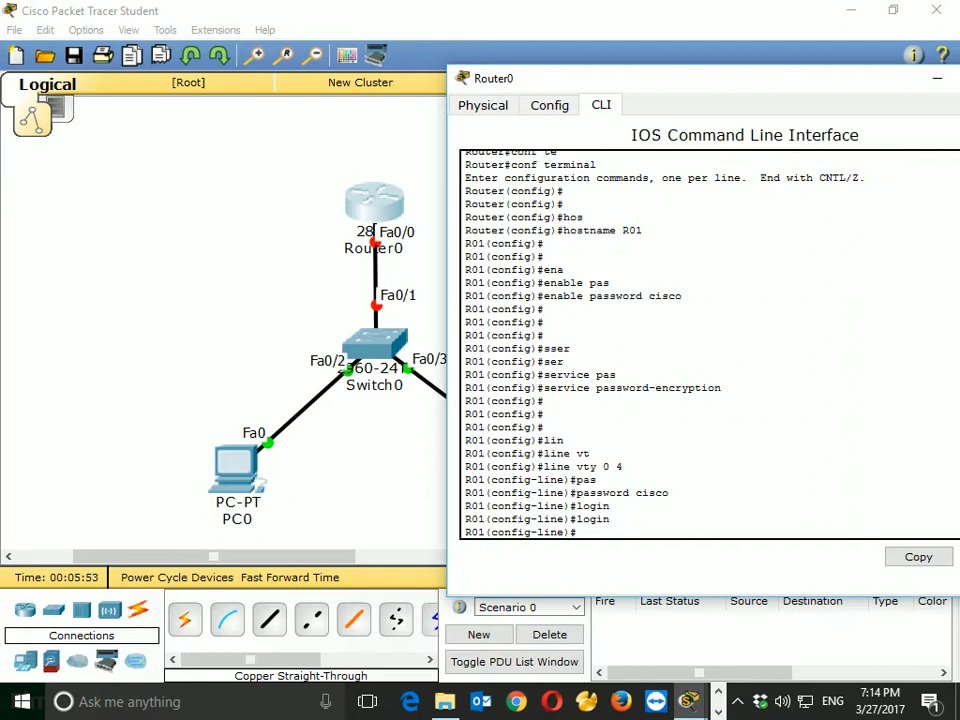 Cisco Packet Tracer Student
File Edit Options View Tools Extensions Help
Logical [Root] New Cluster
Router0
Physical Config CLI
IOS Command Line Interface
Router#conf te
Router#conf terminal
Enter configuration commands, one per line. End with CNTL/Z.
Router(config)#
Router(config)#
Router(config)#hos
Router(config)#hostname R01
R01(config)#
R01(config)#
R01(config)#ena
R01(config)#enable pas
R01(config)#enable password cisco
R01(config)#
R01(config)#
R01(config)#
R01(config)#sser
R01(config)#ser
R01(config)#service pas
R01(config)#service password-encryption
R01(config)#
R01(config)#
R01(config)#
R01(config)#lin
R01(config)#line vt
R01(config)#line vty 0 4
R01(config-line)#pas
R01(config-line)#password cisco
R01(config-line)#login
R01(config-line)#login
R01(config-line)#
Copy
28 Fa0/0
Router0
Fa0/1
Fa0/2 Fa0/3
2960-24T
Switch0
Fa0
PC-PT
PC0
Time: 00:05:53 Power Cycle Devices Fast Forward Time
Connections
Copper Straight-Through
Scenario 0
New Delete
Toggle PDU List Window
Fire Last Status Source Destination Type Color
Ask me anything
ENG
7:14 PM
3/27/2017
1